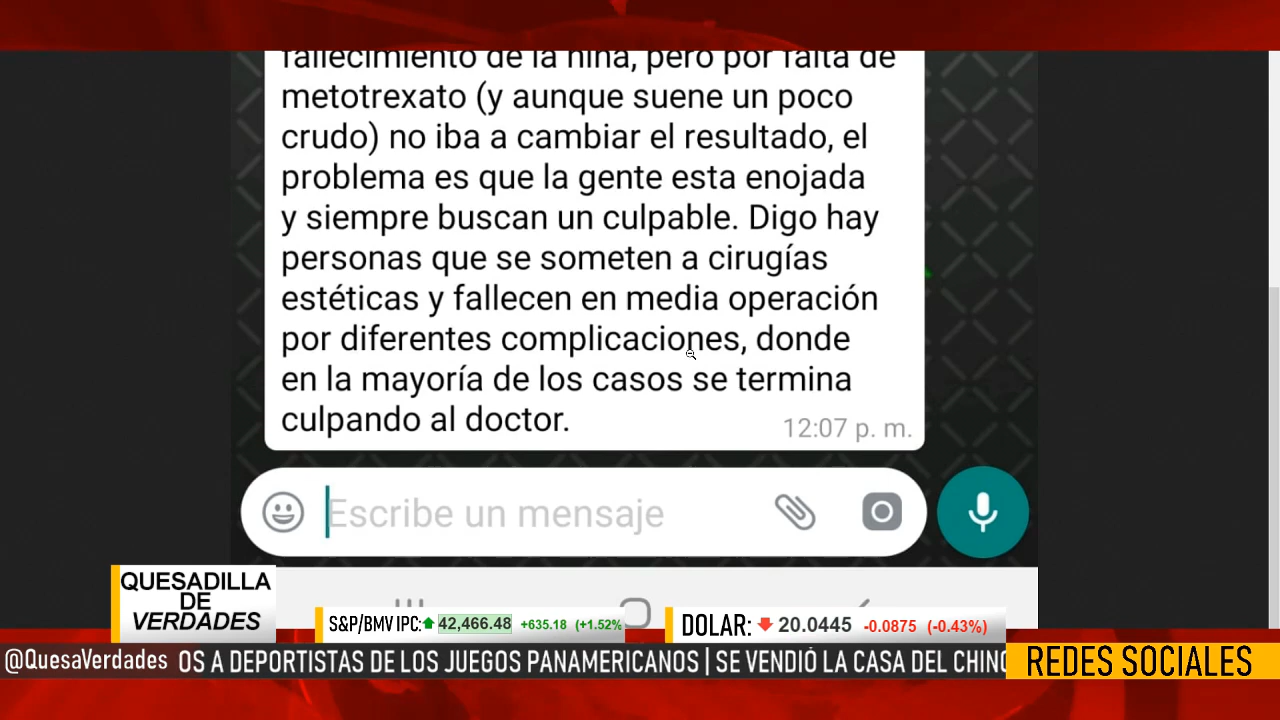 fallecimiento de la niña, pero por falta de
metotrexato (y aunque suene un poco
crudo) no iba a cambiar el resultado, el
problema es que la gente esta enojada
y siempre buscan un culpable. Digo hay
personas que se someten a cirugías
estéticas y fallecen en media operación
por diferentes complicaciones, donde
en la mayoría de los casos se termina
culpando al doctor.
12:07 p. m.
Escribe un mensaje
QUESADILLA
DE
VERDADES
S&P/BMV IPC: 42,466.48 +635.18 (+1.52%
DOLAR: 20.0445 -0.0875 (-0.43%)
@QuesaVerdades OS A DEPORTISTAS DE LOS JUEGOS PANAMERICANOS | SE VENDIÓ LA CASA DEL CHINO
REDES SOCIALES